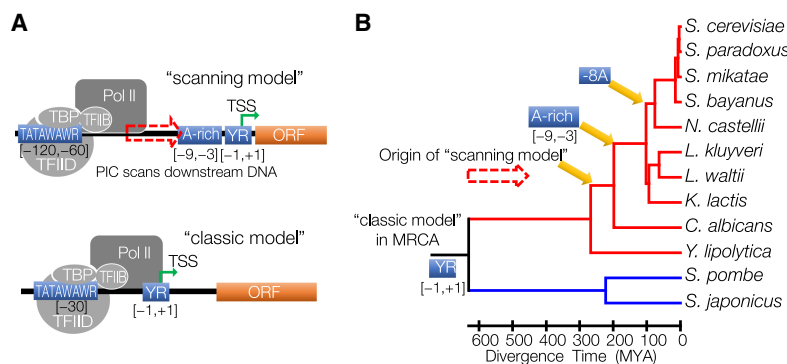 A
"scanning model"
Pol II
TBP
TFIIB
TSS
TATAWAWR
A-rich
YR
ORF
[-120,-60]
[-9,-3]
[-1,+1]
TFIID
PIC scans downstream DNA
"classic model"
Pol II
TBP
TFIIB
TSS
TATAWAWR
YR
ORF
[-30]
[-1,+1]
TFIID
B
S. cerevisiae
S. paradoxus
S. mikatae
S. bayanus
N. castellii
L. kluyveri
L. waltii
K. lactis
C. albicans
Y. lipolytica
S. pombe
S. japonicus
-8A
A-rich
[-9,-3]
Origin of "scanning model"
"classic model"
in MRCA
YR
[-1,+1]
600 500 400 300 200 100 0
Divergence Time (MYA)